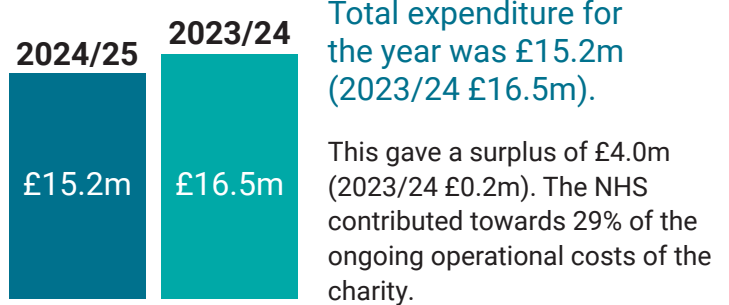 2024/25
2023/24
£15.2m
£16.5m
Total expenditure for
the year was £15.2m
(2023/24 £16.5m).
This gave a surplus of £4.0m
(2023/24 £0.2m). The NHS
contributed towards 29% of the
ongoing operational costs of the
charity.